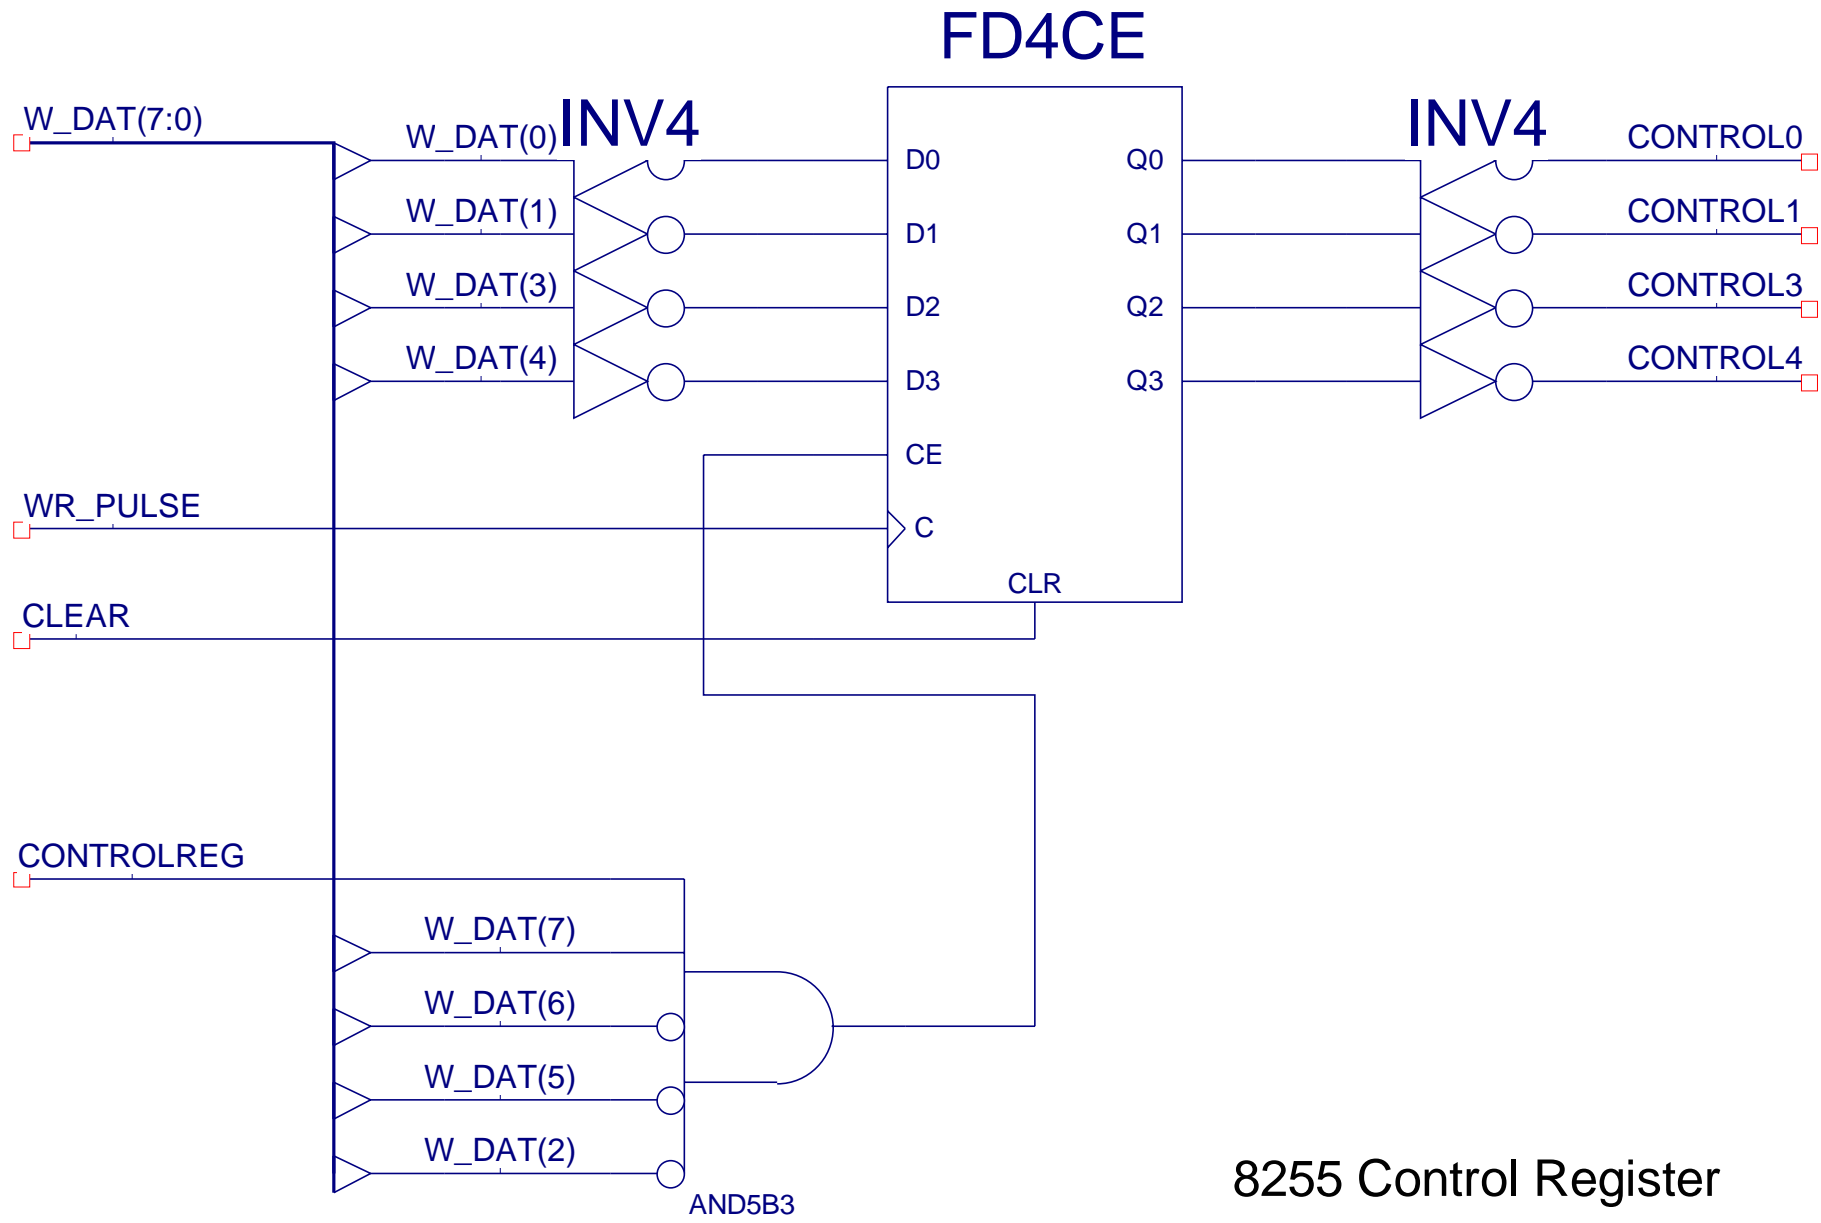 FD4CE
W_DAT(7:0)
W_DAT(0)
INV4
INV4
CONTROL0
D0
Q0
W_DAT(1)
D1
Q1
CONTROL1
W_DAT(3)
D2
Q2
CONTROL3
W_DAT(4)
D3
Q3
CONTROL4
CE
WR_PULSE
C
CLR
CLEAR
CONTROLREG
W_DAT(7)
W_DAT(6)
W_DAT(5)
W_DAT(2)
AND5B3
8255 Control Register